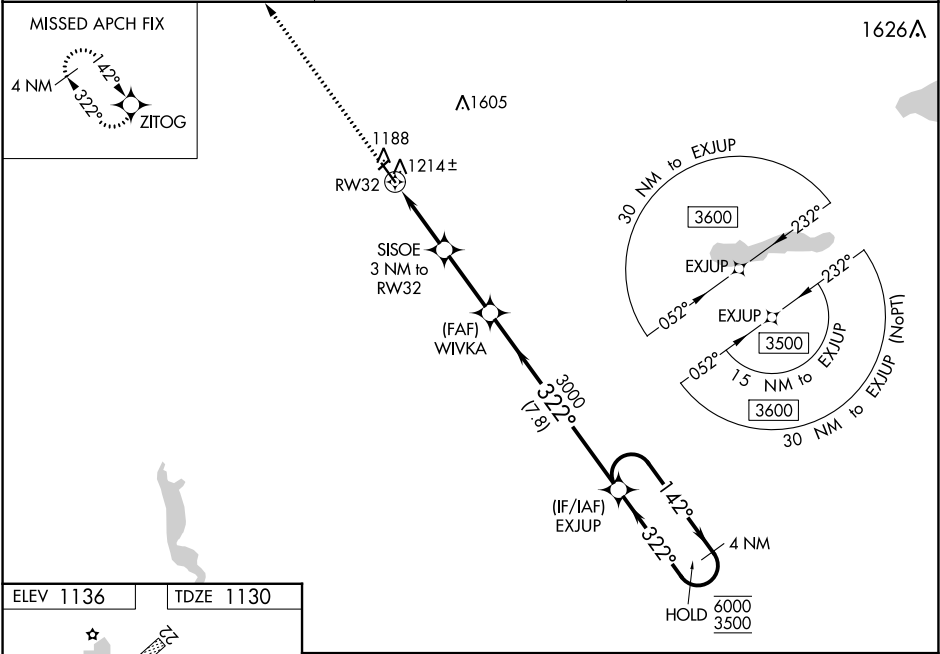 MISSED APCH FIX
4 NM
142°
322°
ZITOG
1626
1605
1188
1214±
RW32
SISOE
3 NM to
RW32
(FAF)
WIVKA
3000
322°
(7.8)
(IF/IAF)
EXJUP
142°
322°
4 NM
HOLD
6000
3500
30 NM to EXJUP
3600
232°
EXJUP
052°
232°
EXJUP
3500
052°
15 NM to EXJUP
3600
30 NM to EXJUP (NoPT)
ELEV 1136
TDZE 1130
22